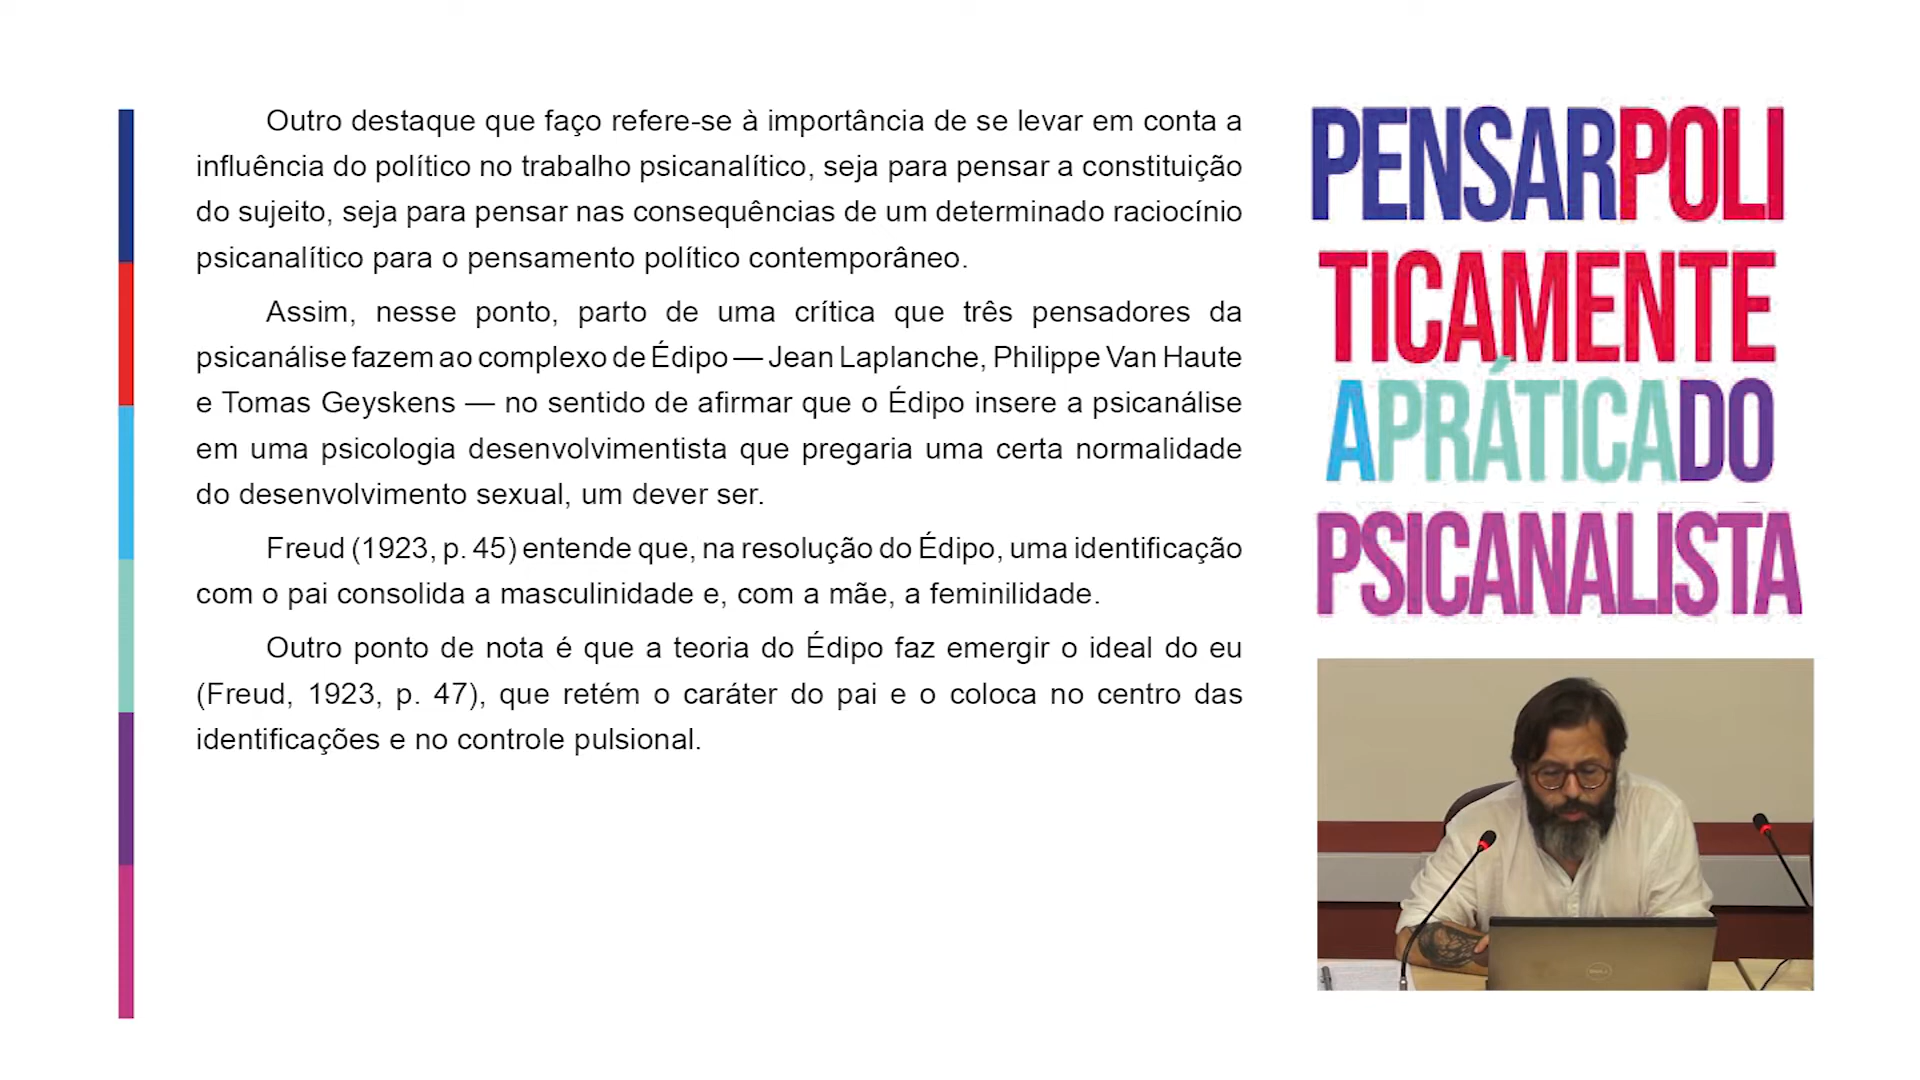 Outro destaque que faço refere-se à importância de se levar em conta a
influência do político no trabalho psicanalítico, seja para pensar a constituição
do sujeito, seja para pensar nas consequências de um determinado raciocínio
psicanalítico para o pensamento político contemporâneo.
Assim, nesse ponto, parto de uma crítica que três pensadores da
psicanálise fazem ao complexo de Édipo — Jean Laplanche, Philippe Van Haute
e Tomas Geyskens — no sentido de afirmar que o Édipo insere a psicanálise
em uma psicologia desenvolvimentista que pregaria uma certa normalidade
do desenvolvimento sexual, um dever ser.
Freud (1923, p. 45) entende que, na resolução do Édipo, uma identificação
com o pai consolida a masculinidade e, com a mãe, a feminilidade.
Outro ponto de nota é que a teoria do Édipo faz emergir o ideal do eu
(Freud, 1923, p. 47), que retém o caráter do pai e o coloca no centro das
identificações e no controle pulsional.
PENSARPOLI
TICAMENTE
APRÁTICADO
PSICANALISTA
DELL